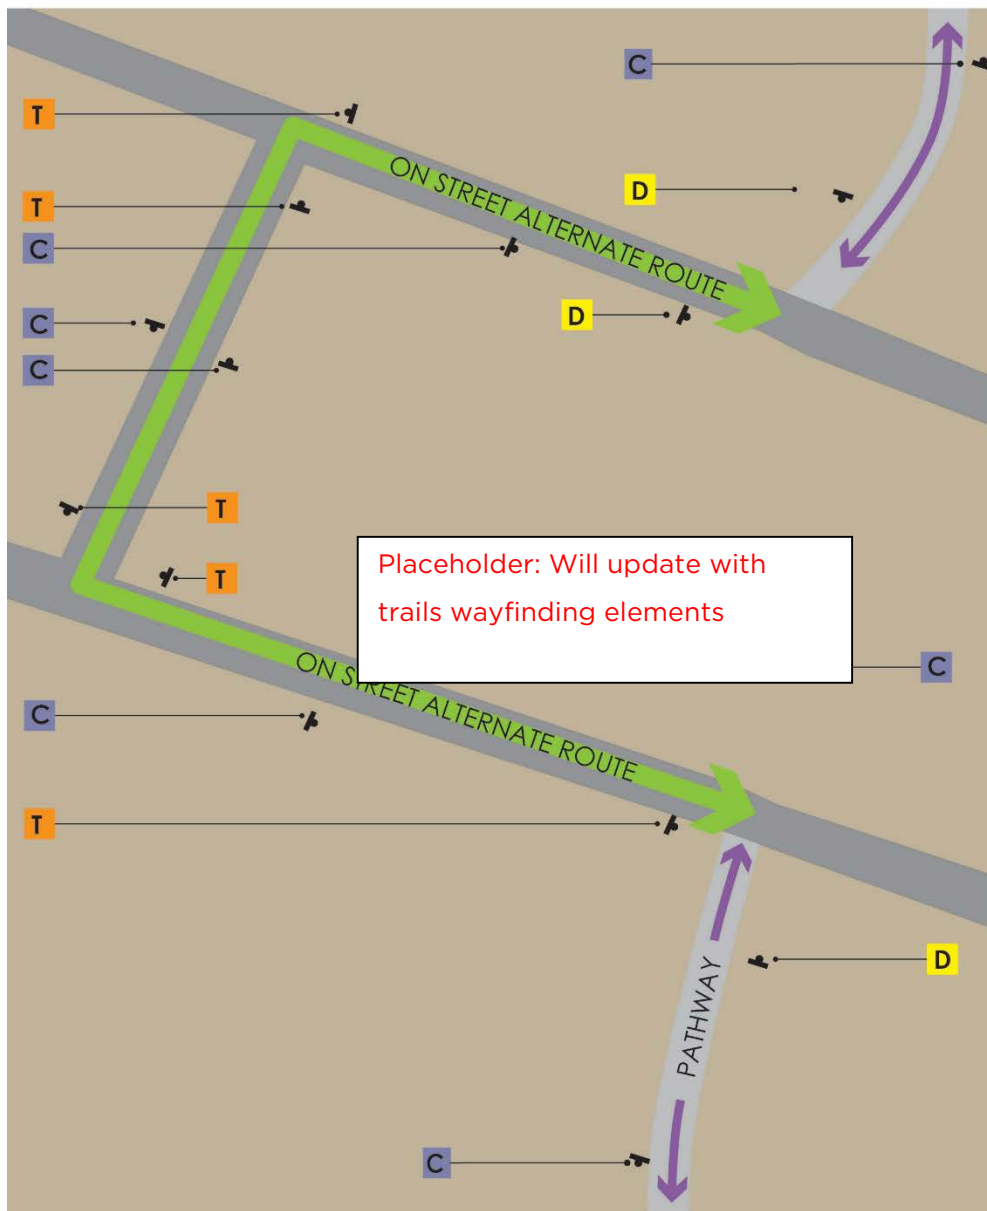 C
T
ON STREET ALTERNATE ROUTE
D
T
C
D
C
C
T
Placeholder: Will update with
trails wayfinding elements
T
ON STREET ALTERNATE ROUTE
C
C
T
D
PATHWAY
C